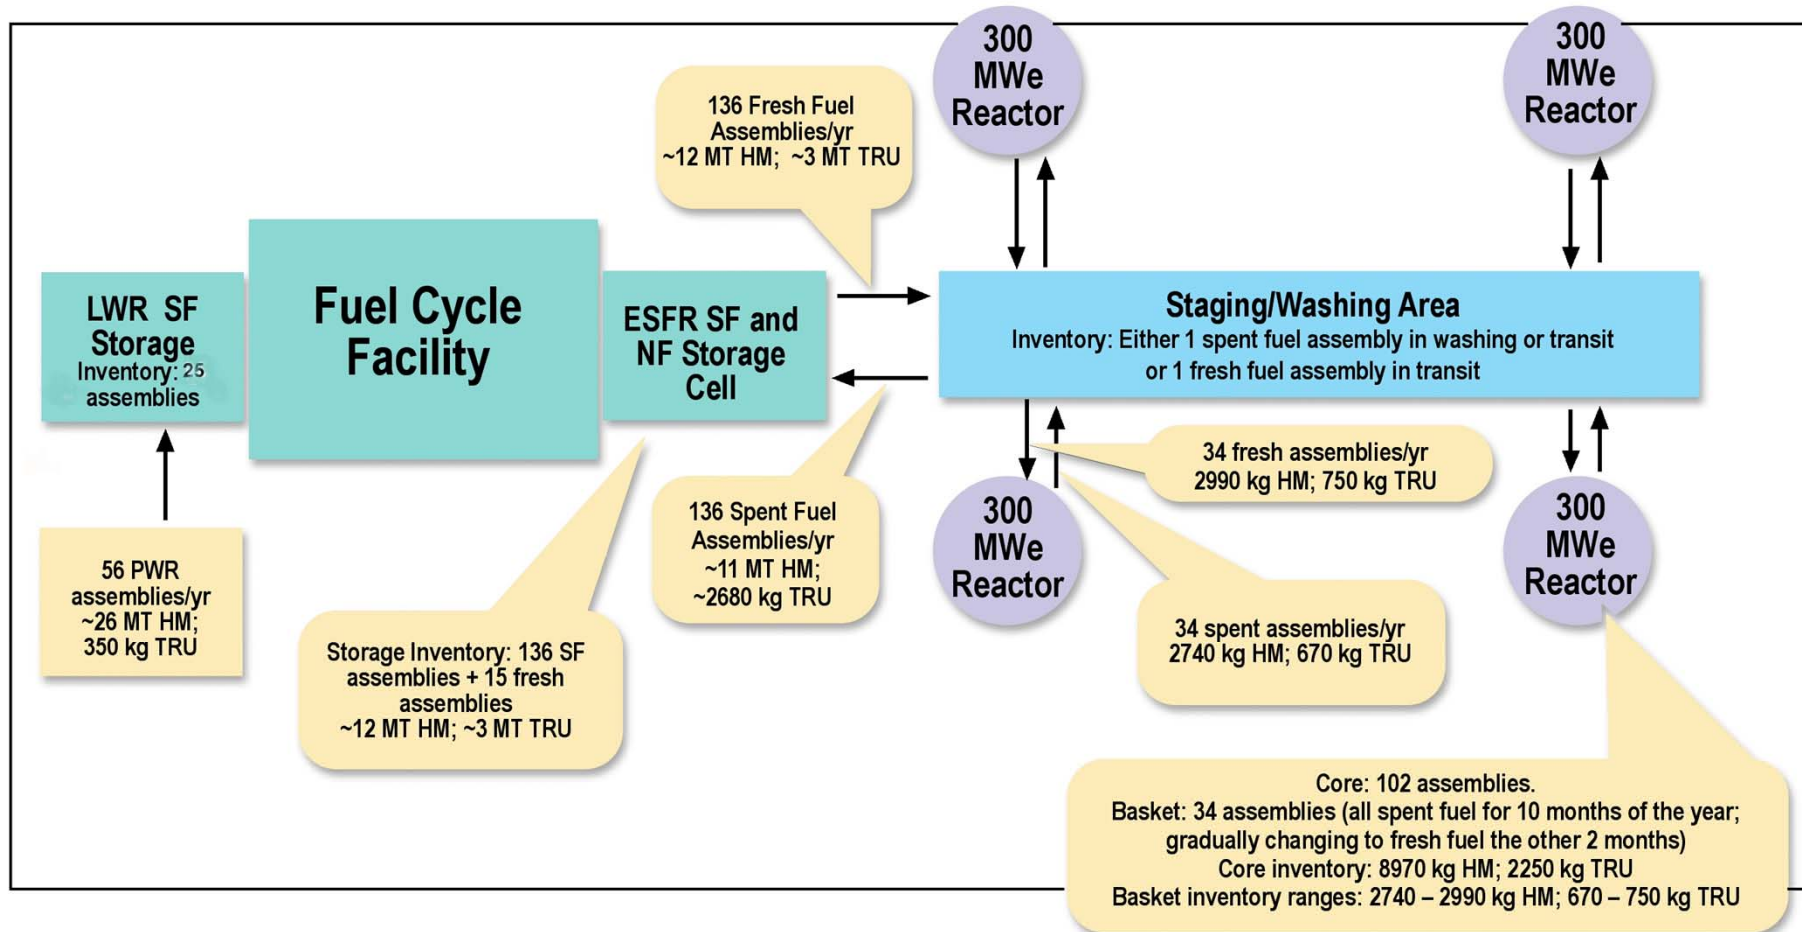 300
MWe
Reactor
300
MWe
Reactor
136 Fresh Fuel
Assemblies/yr
~12 MT HM; ~3 MT TRU
LWR SF
Storage
Inventory: 25
assemblies
Fuel Cycle
Facility
ESFR SF and
NF Storage
Cell
Staging/Washing Area
Inventory: Either 1 spent fuel assembly in washing or transit
or 1 fresh fuel assembly in transit
34 fresh assemblies/yr
2990 kg HM; 750 kg TRU
56 PWR
assemblies/yr
~26 MT HM;
350 kg TRU
136 Spent Fuel
Assemblies/yr
~11 MT HM;
~2680 kg TRU
300
MWe
Reactor
300
MWe
Reactor
Storage Inventory: 136 SF
assemblies + 15 fresh
assemblies
~12 MT HM; ~3 MT TRU
34 spent assemblies/yr
2740 kg HM; 670 kg TRU
Core: 102 assemblies.
Basket: 34 assemblies (all spent fuel for 10 months of the year;
gradually changing to fresh fuel the other 2 months)
Core inventory: 8970 kg HM; 2250 kg TRU
Basket inventory ranges: 2740 – 2990 kg HM; 670 – 750 kg TRU